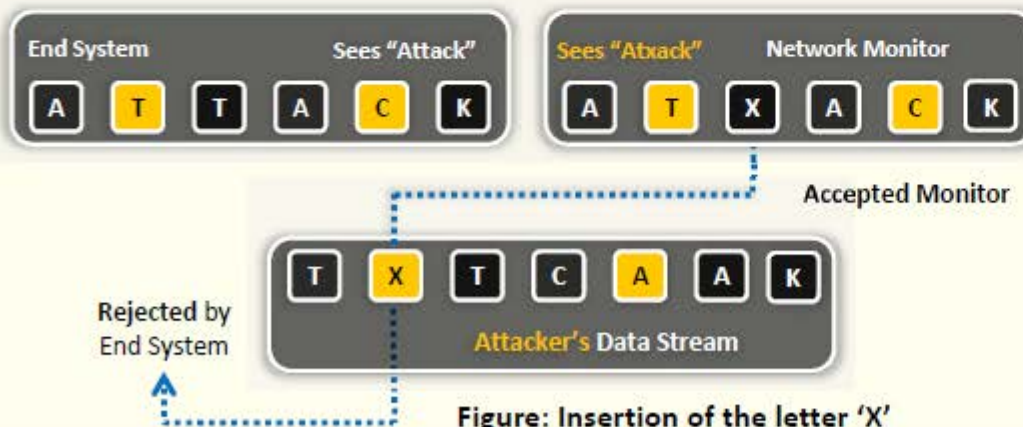 End System Sees “Attack”
A T T A C K
Sees “Atxack” Network Monitor
A T X A C K
Accepted Monitor
T X T C A A K
Attacker’s Data Stream
Rejected by
End System
Figure: Insertion of the letter ‘X’